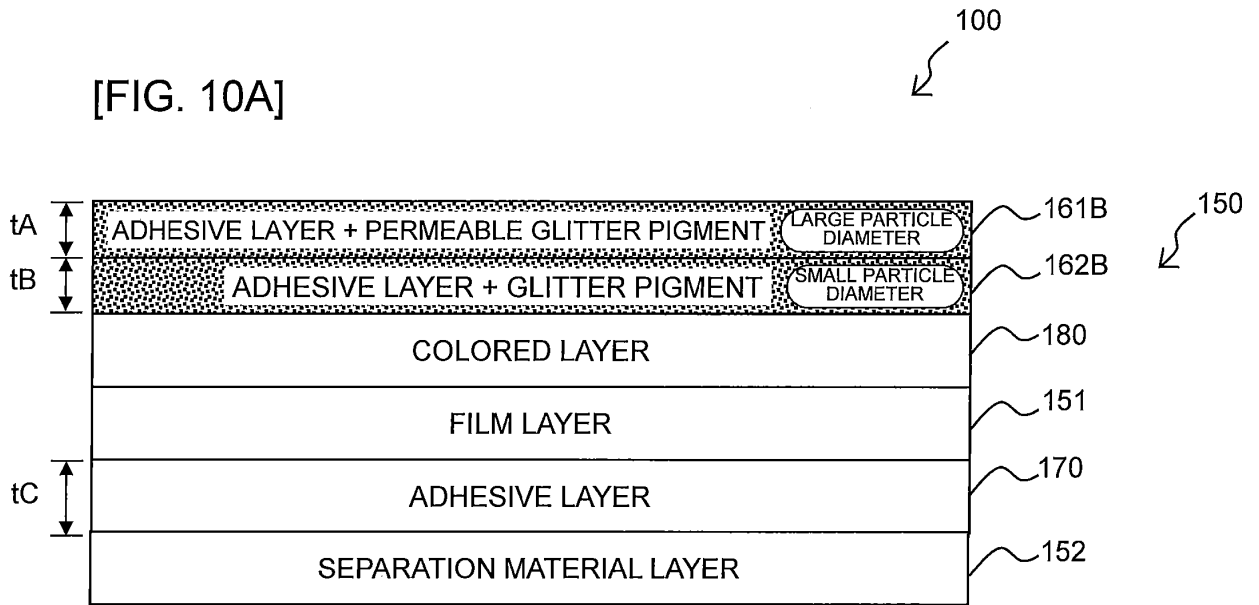 100
[FIG. 10A]
150
tA
ADHESIVE LAYER + PERMEABLE GLITTER PIGMENT
LARGE PARTICLE
DIAMETER
161B
tB
ADHESIVE LAYER + GLITTER PIGMENT
SMALL PARTICLE
DIAMETER
162B
COLORED LAYER
180
FILM LAYER
151
tC
ADHESIVE LAYER
170
SEPARATION MATERIAL LAYER
152